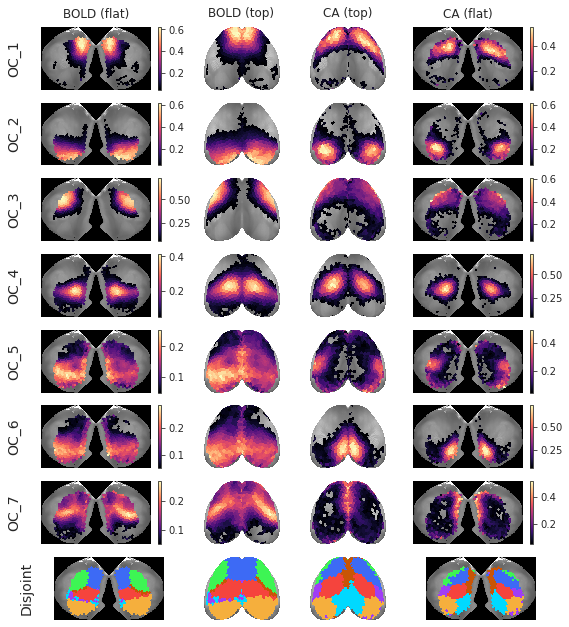 BOLD (flat) BOLD (top) CA (top) CA (flat)
OC_1 0.6 0.4 0.2 0.4 0.2
OC_2 0.6 0.4 0.2 0.4 0.2
OC_3 0.50 0.25 0.6 0.4 0.2
OC_4 0.4 0.2 0.50 0.25
OC_5 0.2 0.1 0.4 0.2
OC_6 0.2 0.1 0.50 0.25
OC_7 0.2 0.1 0.4 0.2
Disjoint